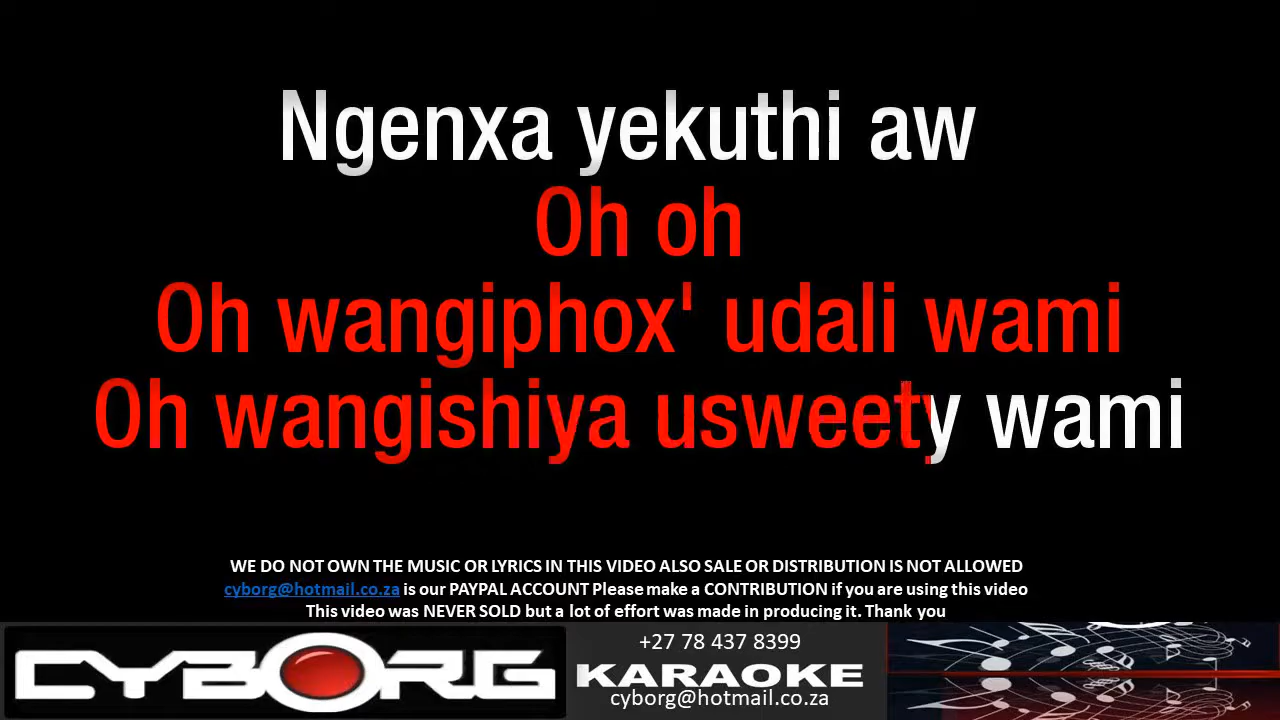 Ngenxa yekuthi aw
Oh oh
Oh wangiphox' udali wami
Oh wangishiya usweety wami
WE DO NOT OWN THE MUSIC OR LYRICS IN THIS VIDEO ALSO SALE OR DISTRIBUTION IS NOT ALLOWED
cyborg@hotmail.co.za is our PAYPAL ACCOUNT Please make a CONTRIBUTION if you are using this video
This video was NEVER SOLD but a lot of effort was made in producing it. Thank you
CYBORG
+27 78 437 8399
KARAOKE
cyborg@hotmail.co.za